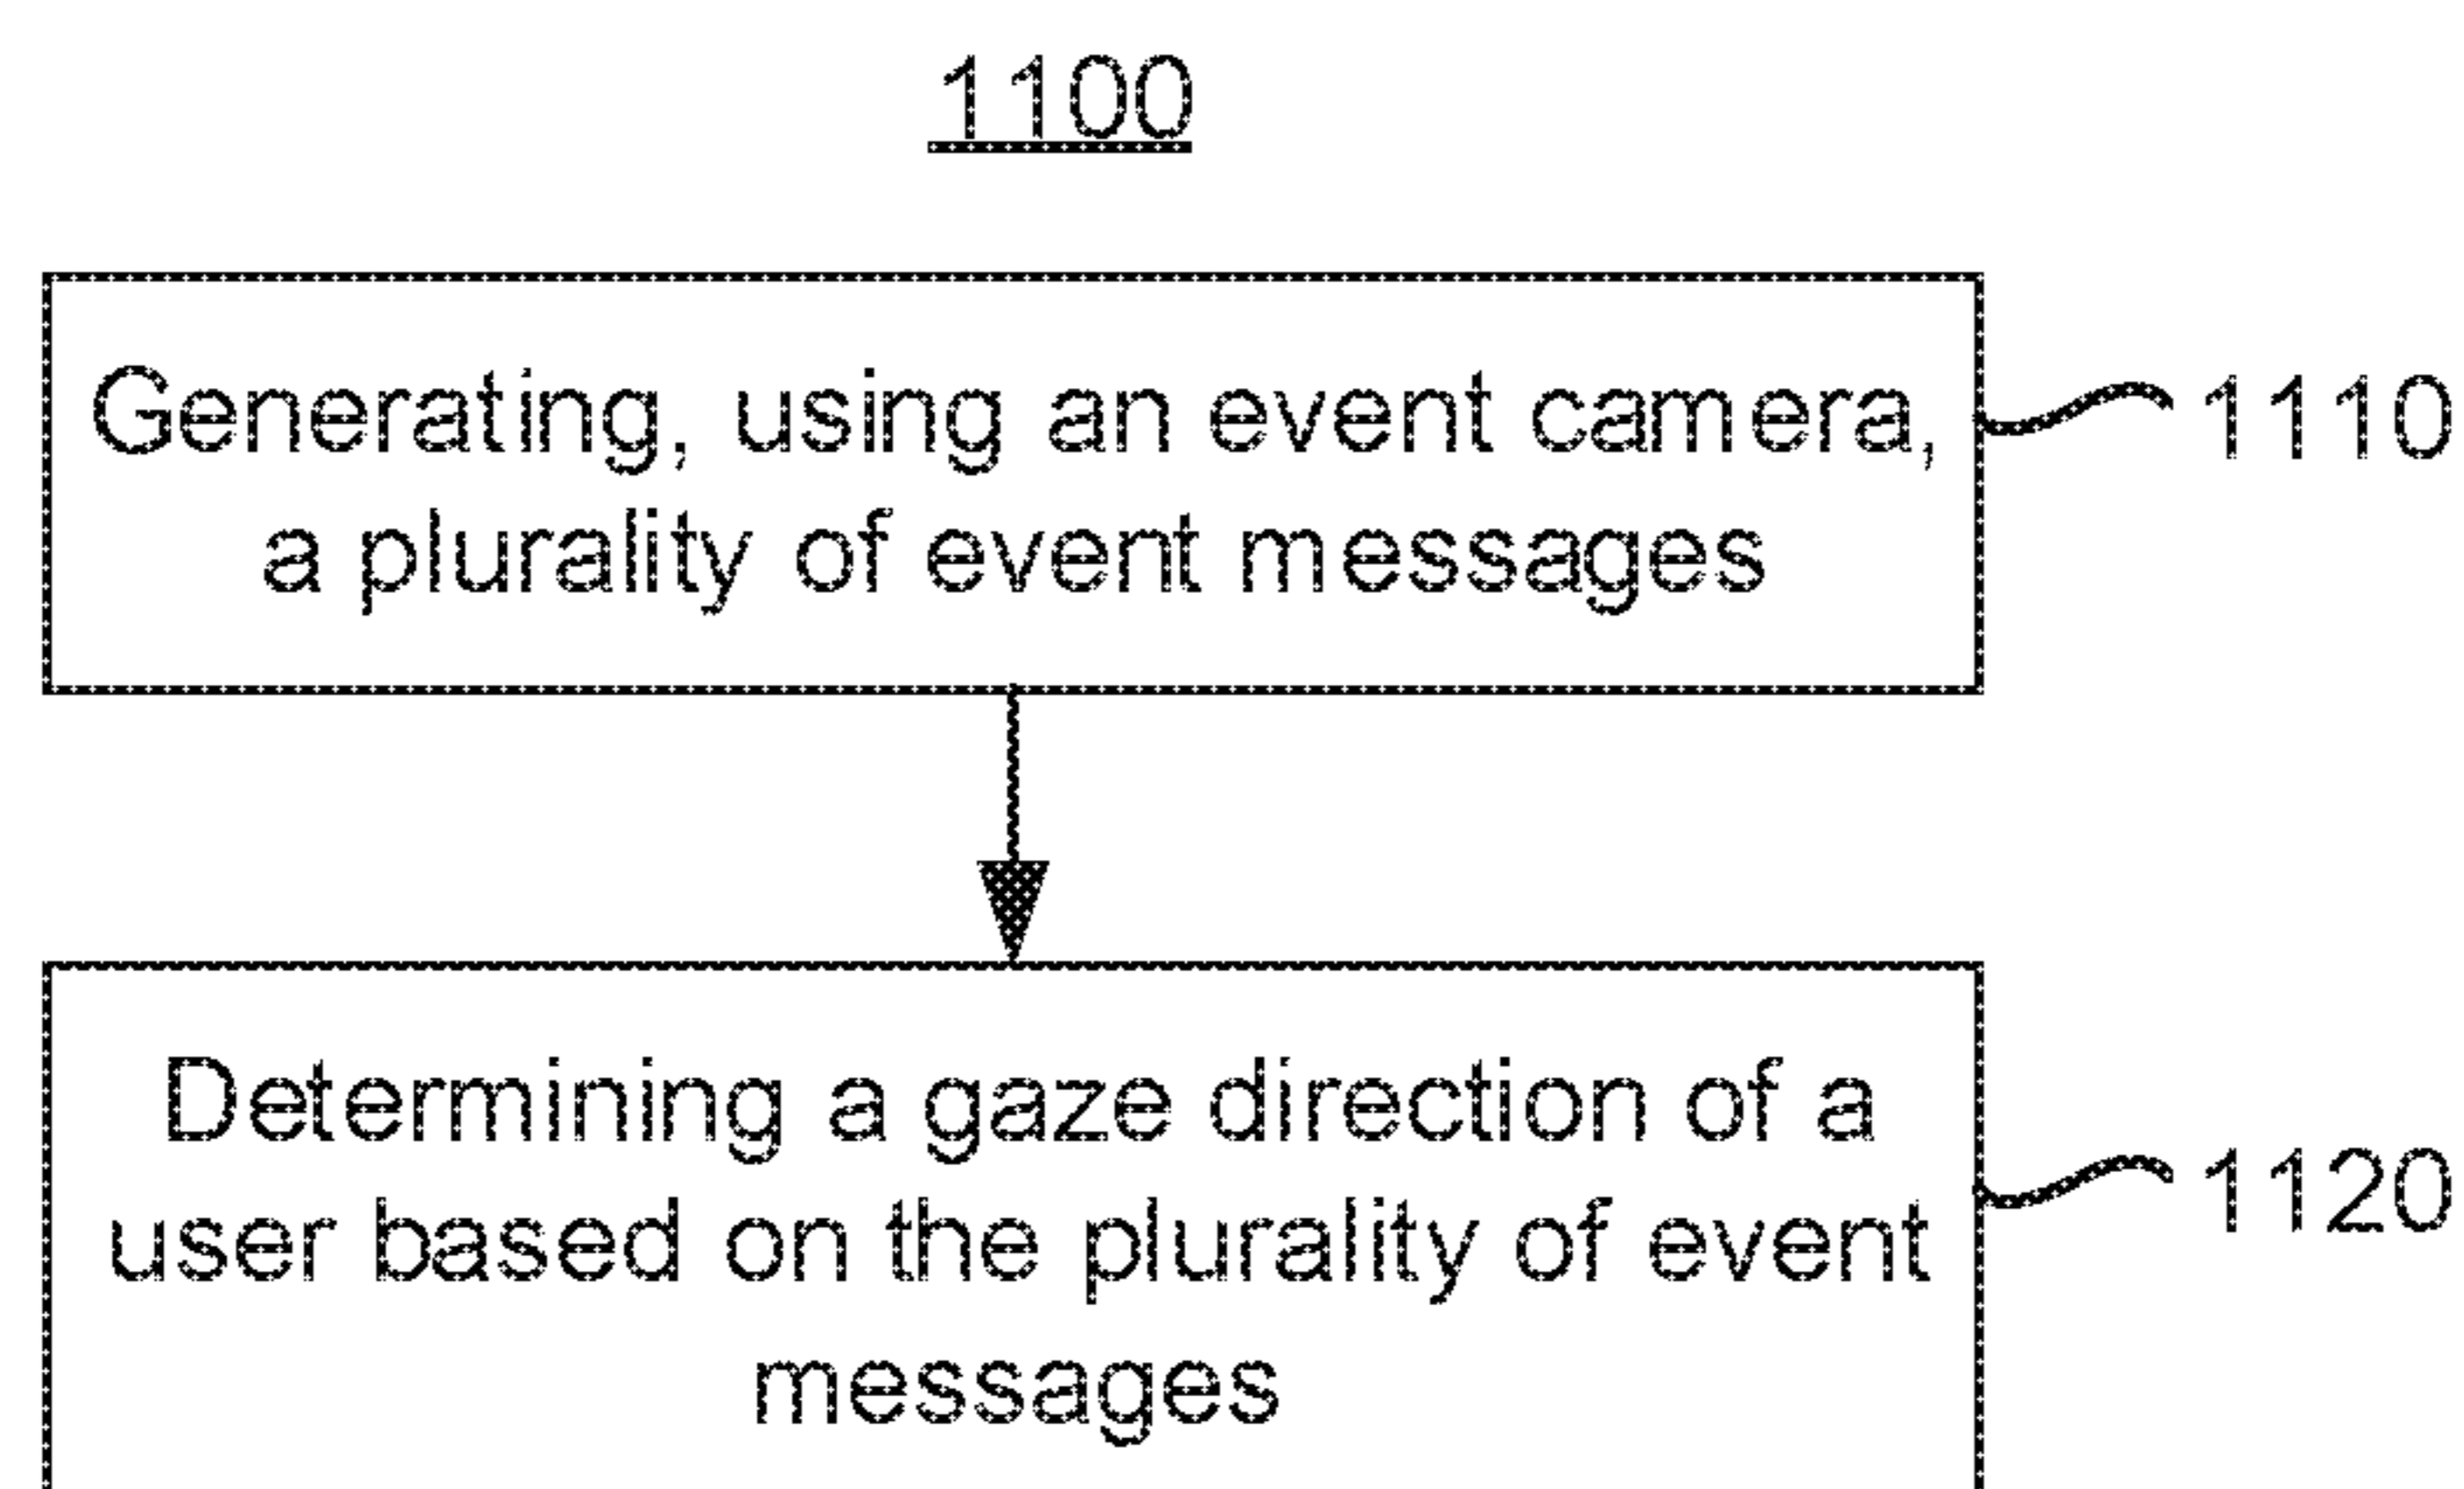 1100
Generating, using an event camera,
a plurality of event messages
1110
Determining a gaze direction of a
user based on the plurality of event
messages
1120